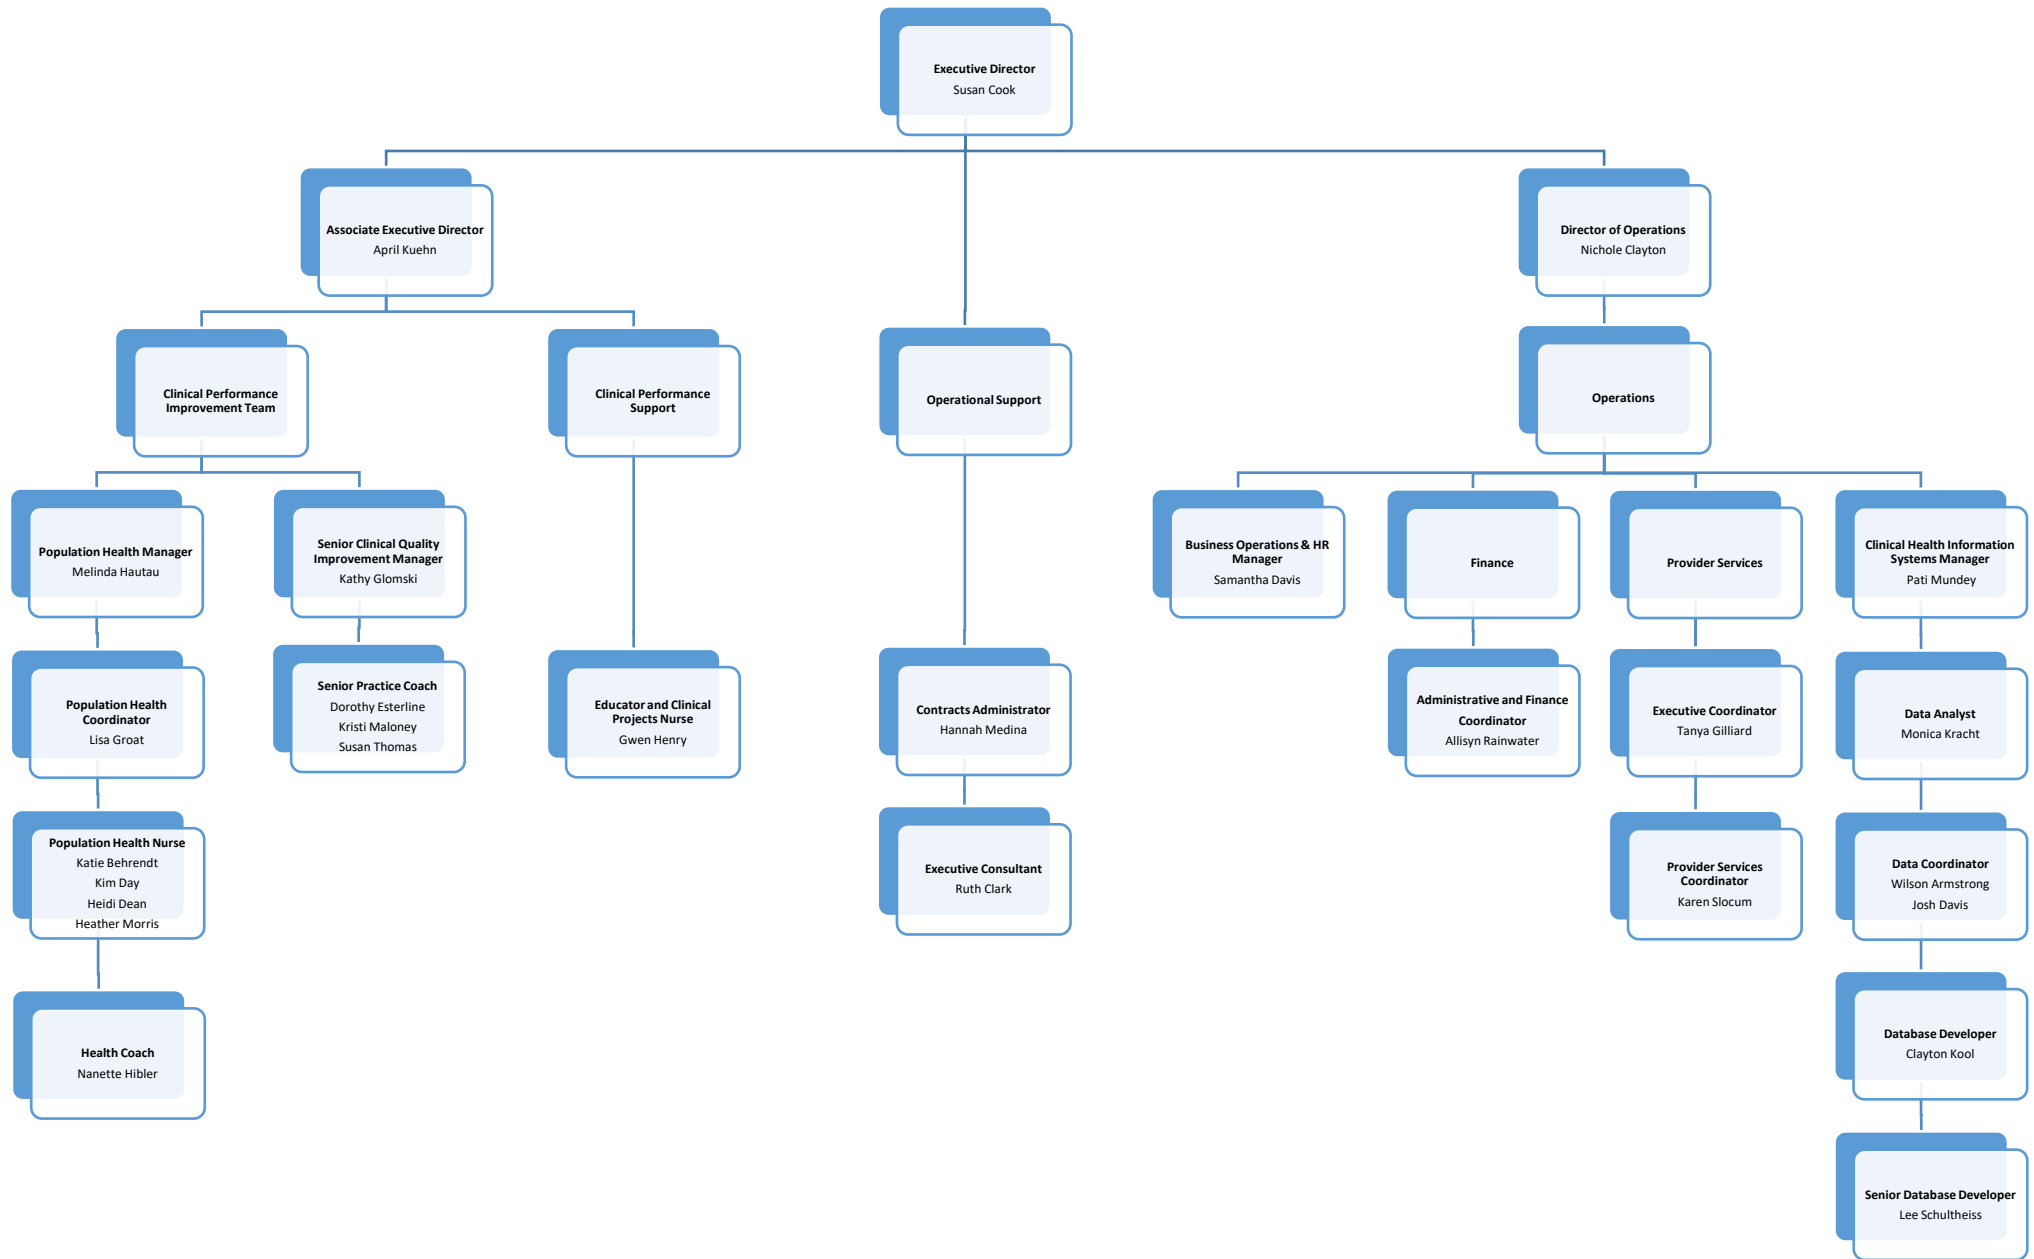 Executive Director
Susan Cook
Associate Executive Director
April Kuehn
Director of Operations
Nichole Clayton
Clinical Performance
Improvement Team
Clinical Performance
Support
Operational Support
Operations
Population Health Manager
Melinda Hautau
Senior Clinical Quality
Improvement Manager
Kathy Glomski
Business Operations & HR
Manager
Samantha Davis
Finance
Provider Services
Clinical Health Information
Systems Manager
Pati Mundey
Population Health
Coordinator
Lisa Groat
Senior Practice Coach
Dorothy Esterline
Kristi Maloney
Susan Thomas
Educator and Clinical
Projects Nurse
Gwen Henry
Contracts Administrator
Hannah Medina
Administrative and Finance
Coordinator
Allisyn Rainwater
Executive Coordinator
Tanya Gilliard
Data Analyst
Monica Kracht
Population Health Nurse
Katie Behrendt
Kim Day
Heidi Dean
Heather Morris
Executive Consultant
Ruth Clark
Provider Services
Coordinator
Karen Slocum
Data Coordinator
Wilson Armstrong
Josh Davis
Health Coach
Nanette Hibler
Database Developer
Clayton Kool
Senior Database Developer
Lee Schultheiss